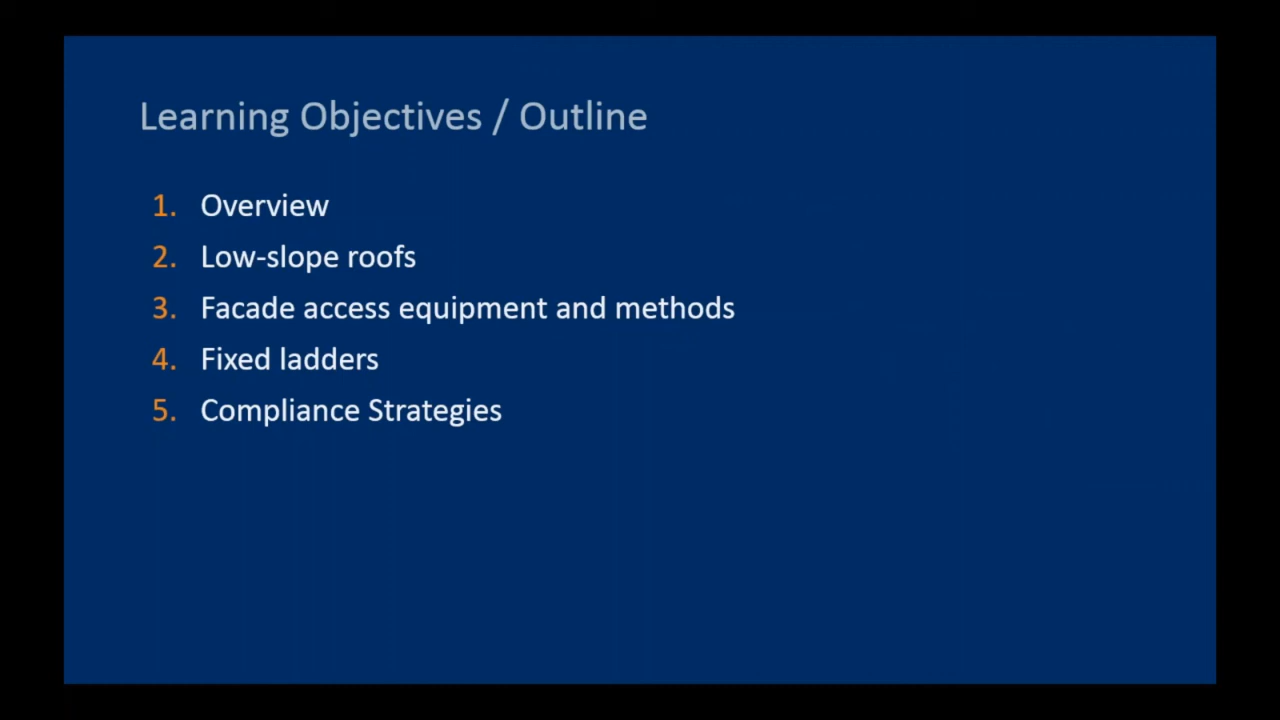 Learning Objectives / Outline
1. Overview
2. Low-slope roofs
3. Facade access equipment and methods
4. Fixed ladders
5. Compliance Strategies